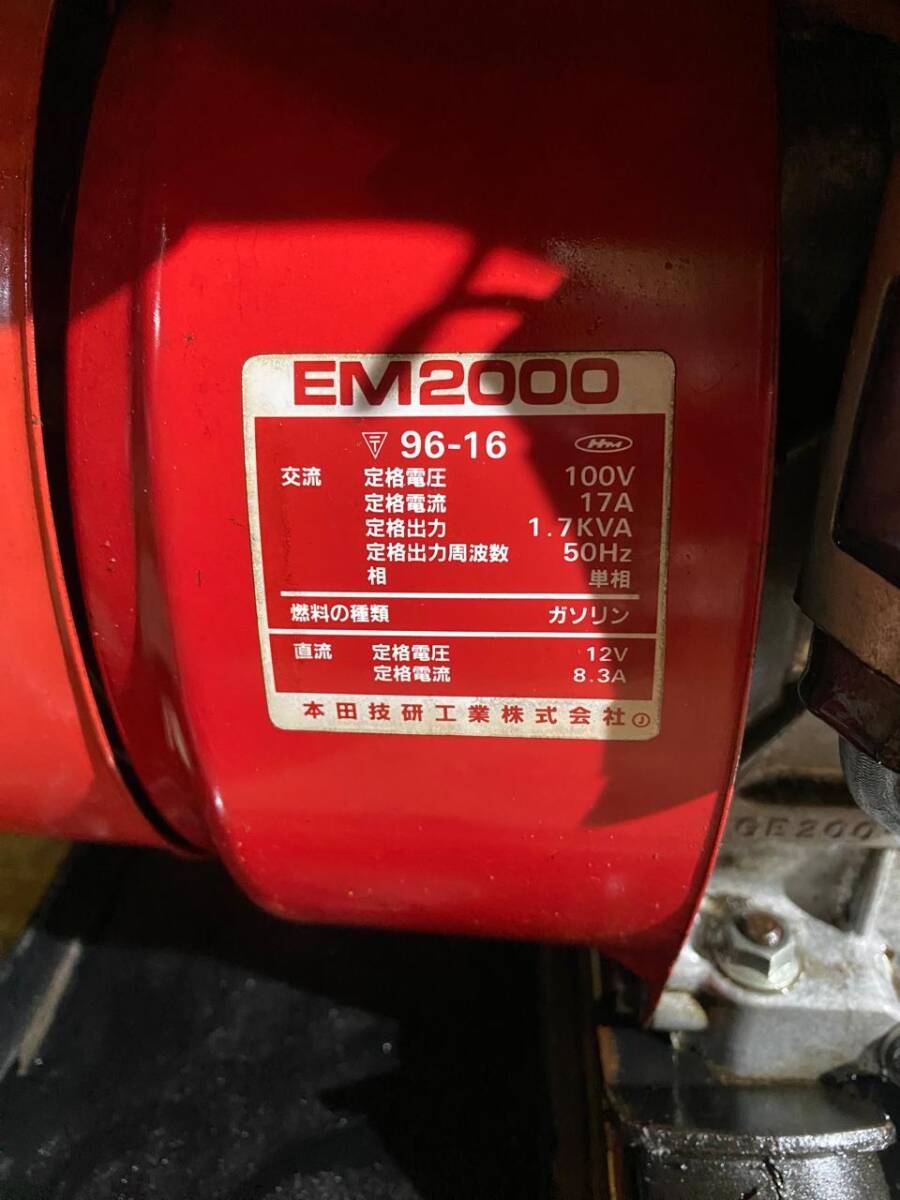 EM2000
〒 96-16 HM
交流 定格電圧 100V
定格電流 17A
定格出力 1.7KVA
定格出力周波数 50Hz
相 単相
燃料の種類 ガソリン
直流 定格電圧 12V
定格電流 8.3A
本田技研工業株式会社 J
GE200